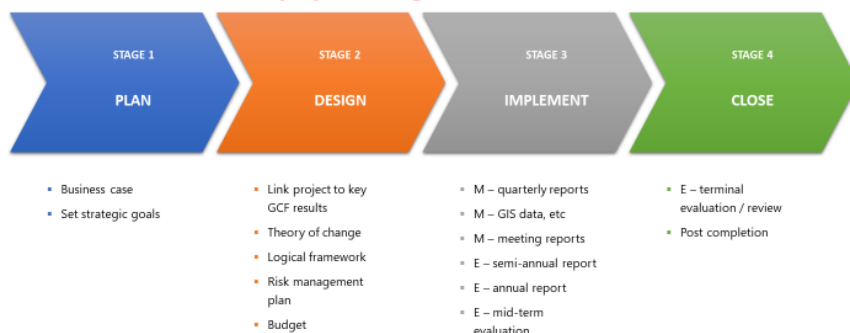 STAGE 1
PLAN
STAGE 2
DESIGN
STAGE 3
IMPLEMENT
STAGE 4
CLOSE
Business case
Set strategic goals
Link project to key
GCF results
Theory of change
Logical framework
Risk management
plan
Budget
M – quarterly reports
M – GIS data, etc
M – meeting reports
E – semi-annual report
E – annual report
E – mid-term
evaluation
E – terminal
evaluation / review
Post completion